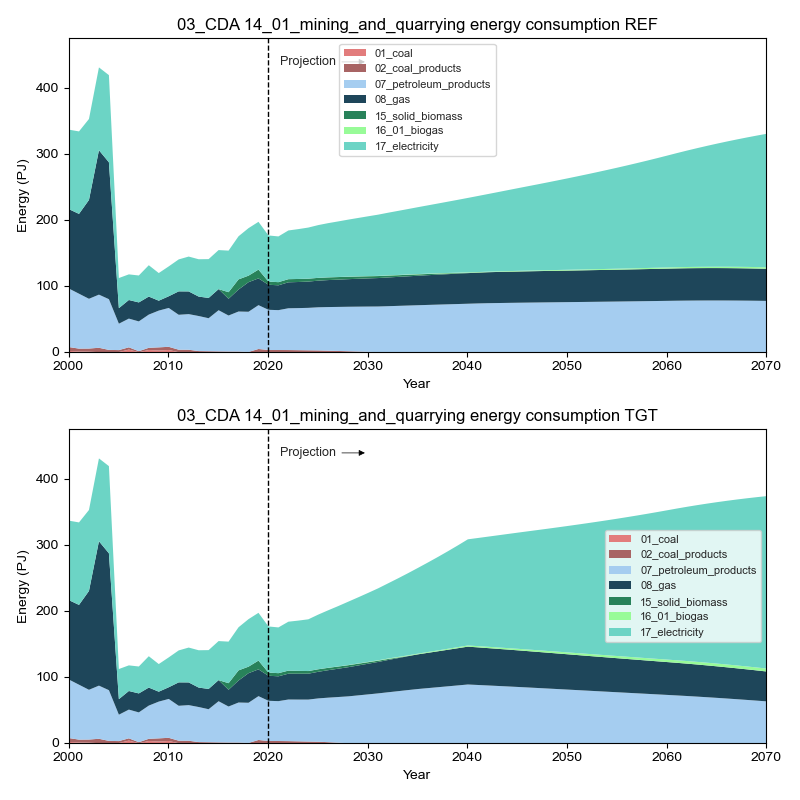 03_CDA 14_01_mining_and_quarrying energy consumption REF
Energy (PJ)
400
300
200
100
0
Projection
01_coal
02_coal_products
07_petroleum_products
08_gas
15_solid_biomass
16_01_biogas
17_electricity
2000 2010 2020 2030 2040 2050 2060 2070
Year
03_CDA 14_01_mining_and_quarrying energy consumption TGT
Energy (PJ)
400
300
200
100
0
Projection
01_coal
02_coal_products
07_petroleum_products
08_gas
15_solid_biomass
16_01_biogas
17_electricity
2000 2010 2020 2030 2040 2050 2060 2070
Year